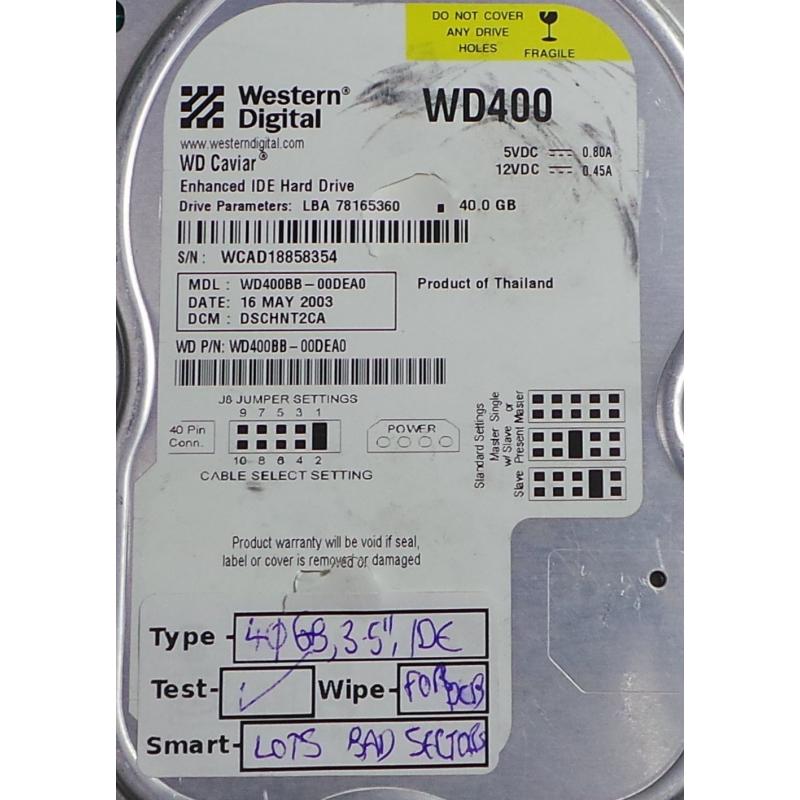 DO NOT COVER
ANY DRIVE
HOLES
FRAGILE
Western®
Digital
WD400
www.westerndigital.com
WD Caviar®
5VDC 0.80A
12VDC 0.45A
Enhanced IDE Hard Drive
Drive Parameters: LBA 78165360 40.0 GB
S/N: WCAD18858354
MDL: WD400BB-00DEA0
DATE: 16 MAY 2003
DCM: DSCHNT2CA
Product of Thailand
WD P/N: WD400BB-00DEA0
J8 JUMPER SETTINGS
9 7 5 3 1
40 Pin
Conn.
10 8 6 4 2
CABLE SELECT SETTING
POWER
Standard Settings
Single
or
Master
Master
w/ Slave
Present
Slave
Product warranty will be void if seal,
label or cover is removed or damaged
Type - 40GB, 3.5", IDE
Test- ✓ Wipe- FOR
Smart- LOTS BAD SECTORS